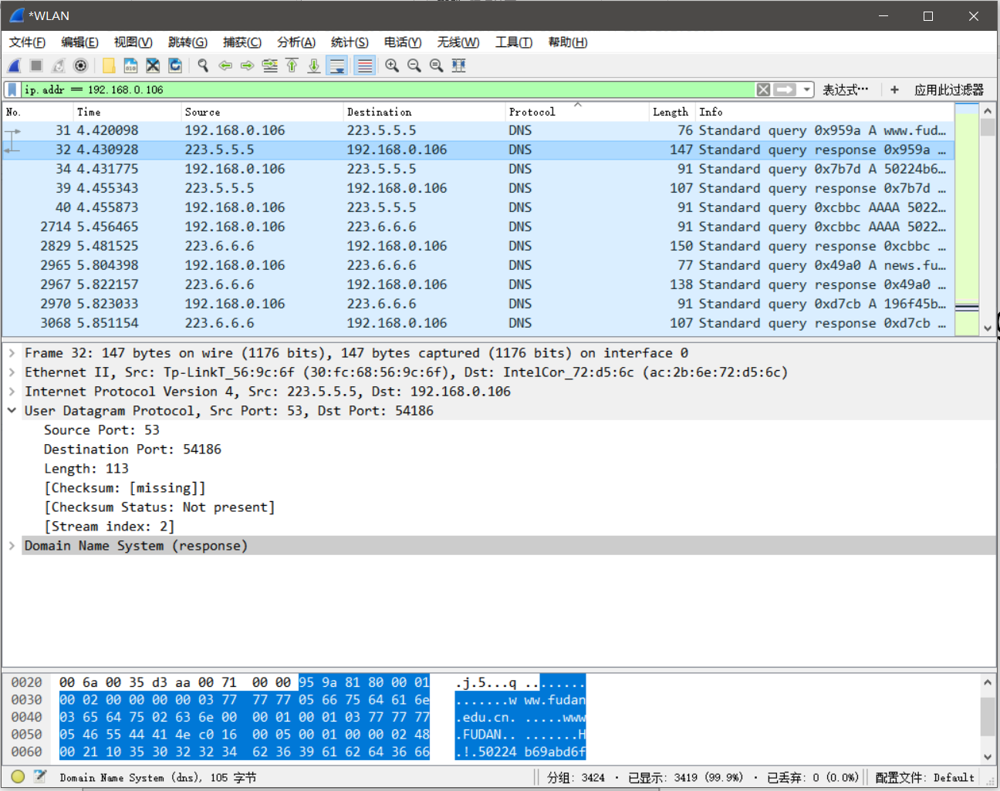 *WLAN
文件(F) 编辑(E) 视图(V) 跳转(G) 捕获(C) 分析(A) 统计(S) 电话(Y) 无线(W) 工具(T) 帮助(H)
ip.addr == 192.168.0.106 表达式… + 应用此过滤器
No. Time Source Destination Protocol Length Info
31 4.420098 192.168.0.106 223.5.5.5 DNS 76 Standard query 0x959a A www.fud…
32 4.430928 223.5.5.5 192.168.0.106 DNS 147 Standard query response 0x959a …
34 4.431775 192.168.0.106 223.5.5.5 DNS 91 Standard query 0x7b7d A 50224b6…
39 4.455343 223.5.5.5 192.168.0.106 DNS 107 Standard query response 0x7b7d …
40 4.455873 192.168.0.106 223.5.5.5 DNS 91 Standard query 0xcbbc AAAA 5022…
2714 5.456465 192.168.0.106 223.6.6.6 DNS 91 Standard query 0xcbbc AAAA 5022…
2829 5.481525 223.6.6.6 192.168.0.106 DNS 150 Standard query response 0xcbbc …
2965 5.804398 192.168.0.106 223.6.6.6 DNS 77 Standard query 0x49a0 A news.fu…
2967 5.822157 223.6.6.6 192.168.0.106 DNS 138 Standard query response 0x49a0 …
2970 5.823033 192.168.0.106 223.6.6.6 DNS 91 Standard query 0xd7cb A 196f45b…
3068 5.851154 223.6.6.6 192.168.0.106 DNS 107 Standard query response 0xd7cb …
Frame 32: 147 bytes on wire (1176 bits), 147 bytes captured (1176 bits) on interface 0
Ethernet II, Src: Tp-LinkT_56:9c:6f (30:fc:68:56:9c:6f), Dst: IntelCor_72:d5:6c (ac:2b:6e:72:d5:6c)
Internet Protocol Version 4, Src: 223.5.5.5, Dst: 192.168.0.106
User Datagram Protocol, Src Port: 53, Dst Port: 54186
Source Port: 53
Destination Port: 54186
Length: 113
[Checksum: [missing]]
[Checksum Status: Not present]
[Stream index: 2]
Domain Name System (response)
0020 00 6a 00 35 d3 aa 00 71 00 00 95 9a 81 80 00 01 .j.5...q ........
0030 00 02 00 00 00 00 03 77 77 77 05 66 75 64 61 6e .......w ww.fudan
0040 03 65 64 75 02 63 6e 00 00 01 00 01 03 77 77 77 .edu.cn. .....www
0050 05 46 55 44 41 4e c0 16 00 05 00 01 00 00 02 48 .FUDAN.. .......H
0060 00 21 10 35 30 32 32 34 62 36 39 61 62 64 36 66 .!.50224 b69abd6f
Domain Name System (dns), 105 字节 分组: 3424 · 已显示: 3419 (99.9%) · 已丢弃: 0 (0.0%) 配置文件: Default